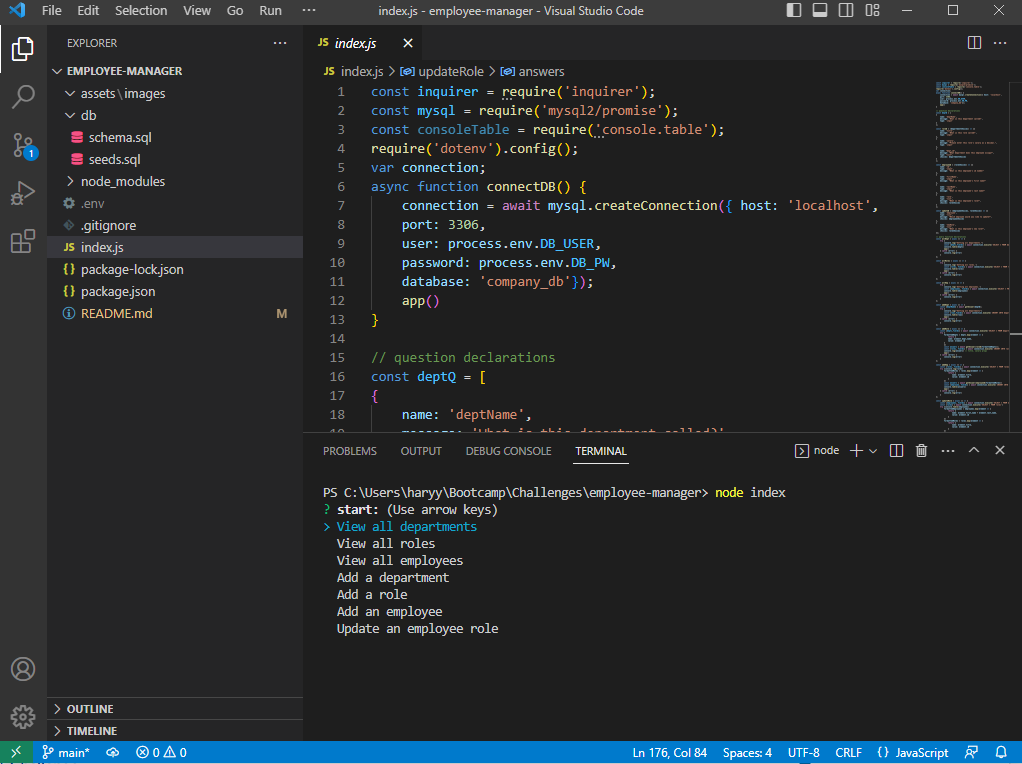 File Edit Selection View Go Run ··· index.js - employee-manager - Visual Studio Code
EXPLORER
EMPLOYEE-MANAGER
assets\images
db
schema.sql
seeds.sql
node_modules
.env
.gitignore
JS index.js
{} package-lock.json
{} package.json
README.md M
OUTLINE
TIMELINE
1
JS index.js
JS index.js > updateRole > answers
1 const inquirer = require('inquirer');
2 const mysql = require('mysql2/promise');
3 const consoleTable = require('console.table');
4 require('dotenv').config();
5 var connection;
6 async function connectDB() {
7 connection = await mysql.createConnection({ host: 'localhost',
8 port: 3306,
9 user: process.env.DB_USER,
10 password: process.env.DB_PW,
11 database: 'company_db'});
12 app()
13 }
14
15 // question declarations
16 const deptQ = [
17 {
18 name: 'deptName',
19 message: 'What is this department called?'
PROBLEMS OUTPUT DEBUG CONSOLE TERMINAL node
PS C:\Users\haryy\Bootcamp\Challenges\employee-manager> node index
? start: (Use arrow keys)
> View all departments
View all roles
View all employees
Add a department
Add a role
Add an employee
Update an employee role
main* 0 0 Ln 176, Col 84 Spaces: 4 UTF-8 CRLF {} JavaScript